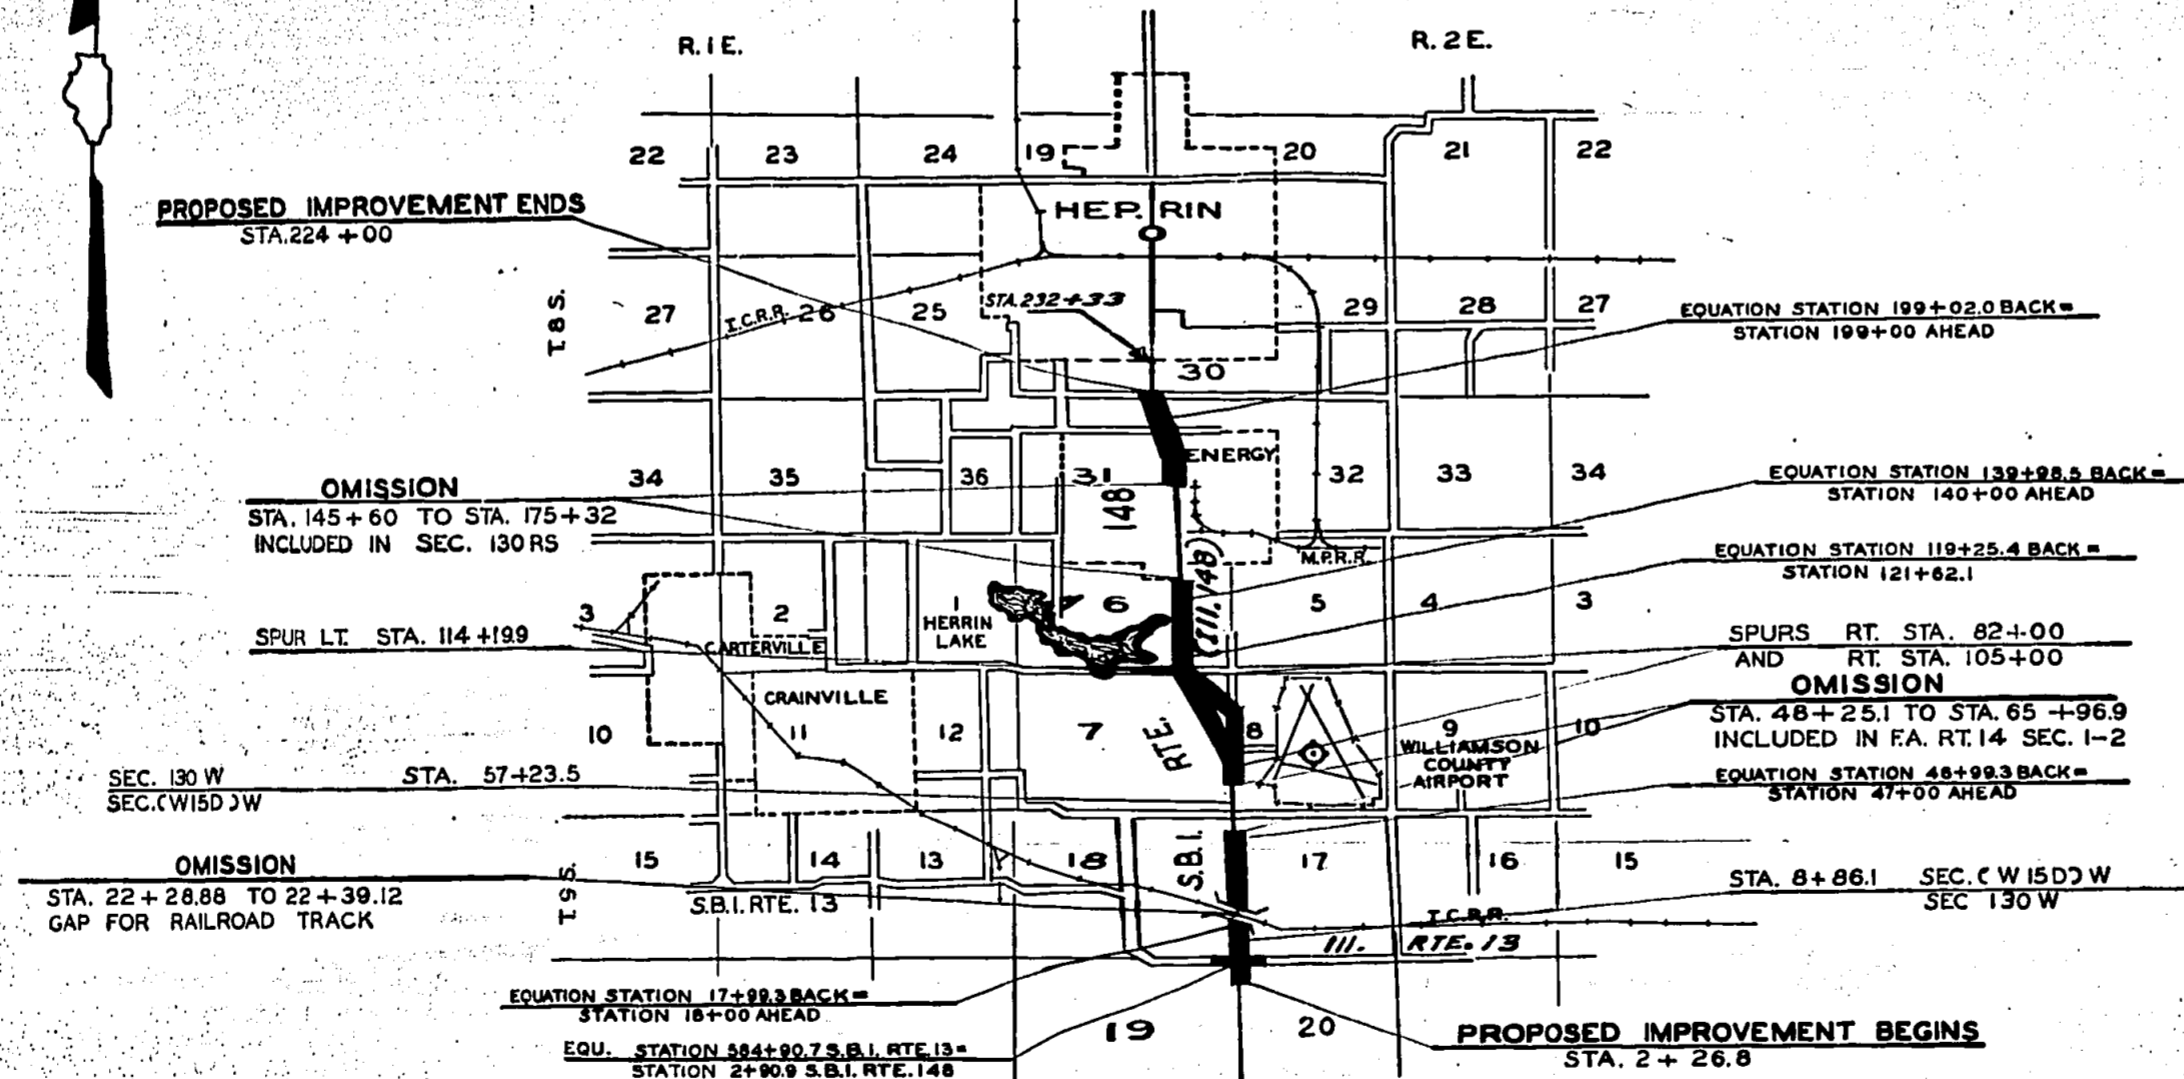 R. 1 E.
R. 2 E.
22
23
24
19
20
21
22
PROPOSED IMPROVEMENT ENDS
STA. 224 + 00
HEP. RIN
T. 8 S.
27
I.C.R.R.
26
25
STA. 232+33
29
28
27
EQUATION STATION 199+02.0 BACK =
STATION 199+00 AHEAD
30
OMISSION
STA. 145+60 TO STA. 175+32
INCLUDED IN SEC. 130 RS
34
35
36
31
148
ENERGY
32
33
34
EQUATION STATION 139+98.5 BACK =
STATION 140+00 AHEAD
M.P.R.R.
EQUATION STATION 119+25.4 BACK =
STATION 121+62.1
3
2
1
HERRIN
LAKE
6
(Ill. 148)
5
4
3
SPUR LT. STA. 114+19.9
CARTERVILLE
SPURS RT. STA. 82+00
AND RT. STA. 105+00
CRAINVILLE
OMISSION
STA. 48+25.1 TO STA. 65+96.9
INCLUDED IN F.A. RT. 14 SEC. 1-2
10
11
12
7
RTE.
8
9
10
WILLIAMSON
COUNTY
AIRPORT
SEC. 130 W STA. 57+23.5
SEC. (W15D)W
EQUATION STATION 46+99.3 BACK =
STATION 47+00 AHEAD
OMISSION
STA. 22+28.88 TO 22+39.12
GAP FOR RAILROAD TRACK
T. 9 S.
15
14
13
18
S.B.I.
17
16
15
STA. 8+86.1 SEC. (W15D)W
SEC 130 W
S.B.I. RTE. 13
I.C.R.R.
Ill. RTE. 13
EQUATION STATION 17+99.3 BACK =
STATION 18+00 AHEAD
19
20
PROPOSED IMPROVEMENT BEGINS
STA. 2 + 26.8
EQU. STATION 584+90.7 S.B.I. RTE. 13 =
STATION 2+90.9 S.B.I. RTE. 148